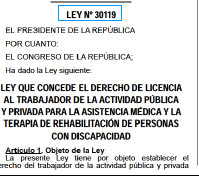 LEY Nº 30119
EL PRESIDENTE DE LA REPÚBLICA
POR CUANTO:
EL CONGRESO DE LA REPÚBLICA;
Ha dado la Ley siguiente:
LEY QUE CONCEDE EL DERECHO DE LICENCIA
AL TRABAJADOR DE LA ACTIVIDAD PÚBLICA
Y PRIVADA PARA LA ASISTENCIA MÉDICA Y LA
TERAPIA DE REHABILITACIÓN DE PERSONAS
CON DISCAPACIDAD
Artículo 1. Objeto de la Ley
La presente Ley tiene por objeto establecer el
erecho del trabajador de la actividad pública y privada